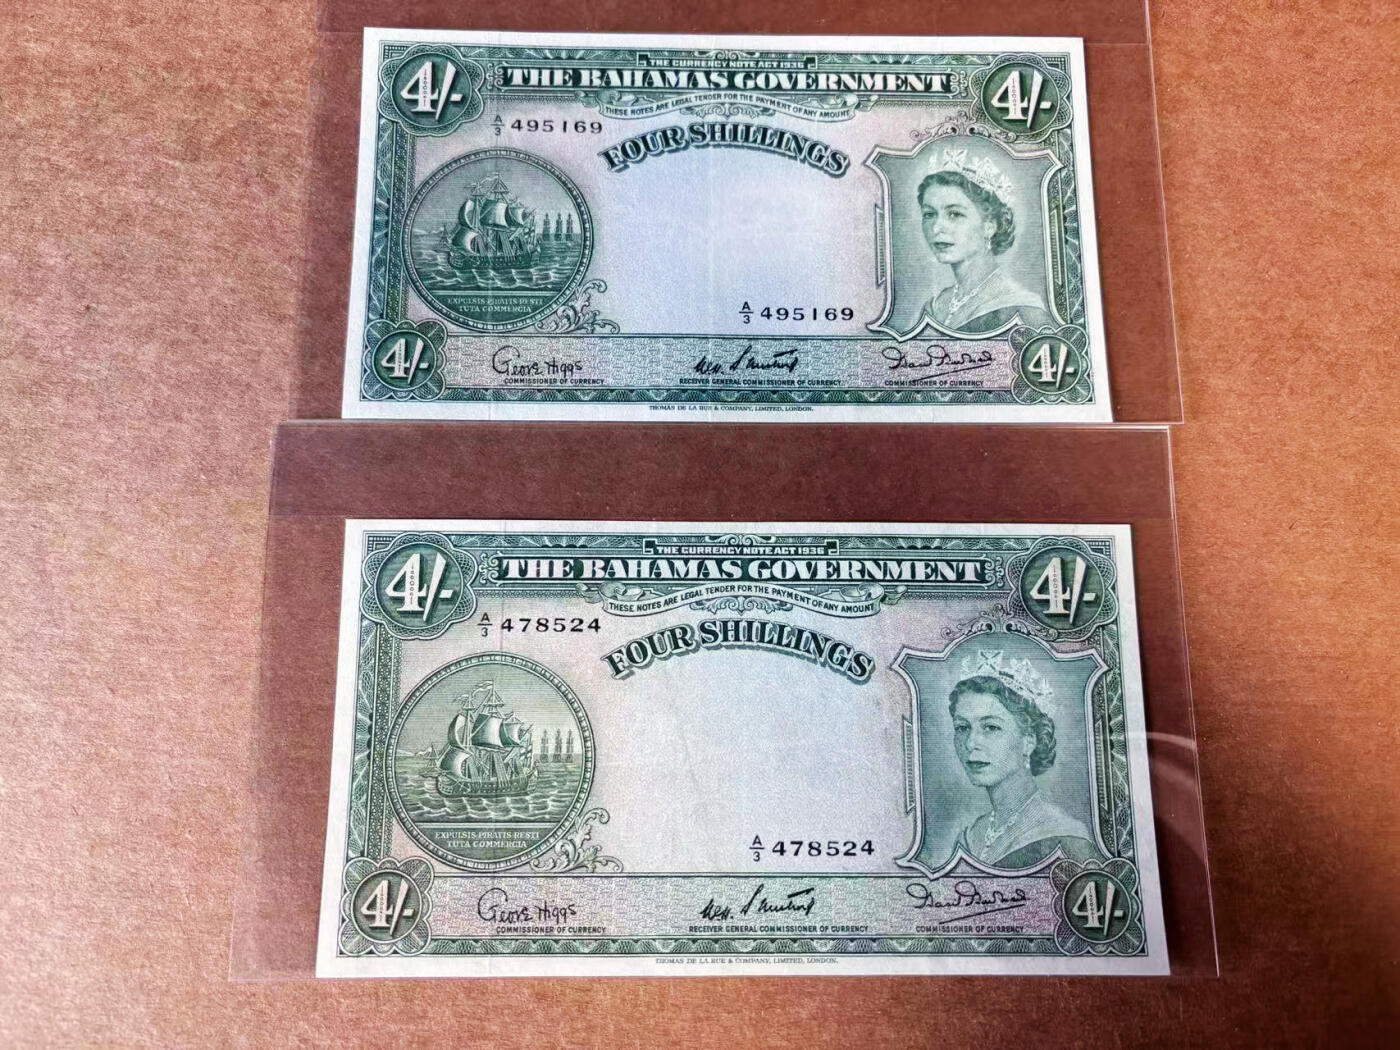 THE CURRENCY NOTE ACT 1936
4/- THE BAHAMAS GOVERNMENT 4/-
THESE NOTES ARE LEGAL TENDER FOR THE PAYMENT OF ANY AMOUNT
A/3 495169
FOUR SHILLINGS
EXPULSIS PIRATIS RESTI
TUTA COMMERCIA
A/3 495169
4/- 4/-
George Higgs
COMMISSIONER OF CURRENCY
RECEIVER GENERAL COMMISSIONER OF CURRENCY
COMMISSIONER OF CURRENCY
THOMAS DE LA RUE & COMPANY, LIMITED, LONDON.
THE CURRENCY NOTE ACT 1936
4/- THE BAHAMAS GOVERNMENT 4/-
THESE NOTES ARE LEGAL TENDER FOR THE PAYMENT OF ANY AMOUNT
A/3 478524
FOUR SHILLINGS
EXPULSIS PIRATIS RESTI
TUTA COMMERCIA
A/3 478524
4/- 4/-
George Higgs
COMMISSIONER OF CURRENCY
RECEIVER GENERAL COMMISSIONER OF CURRENCY
COMMISSIONER OF CURRENCY
THOMAS DE LA RUE & COMPANY, LIMITED, LONDON.